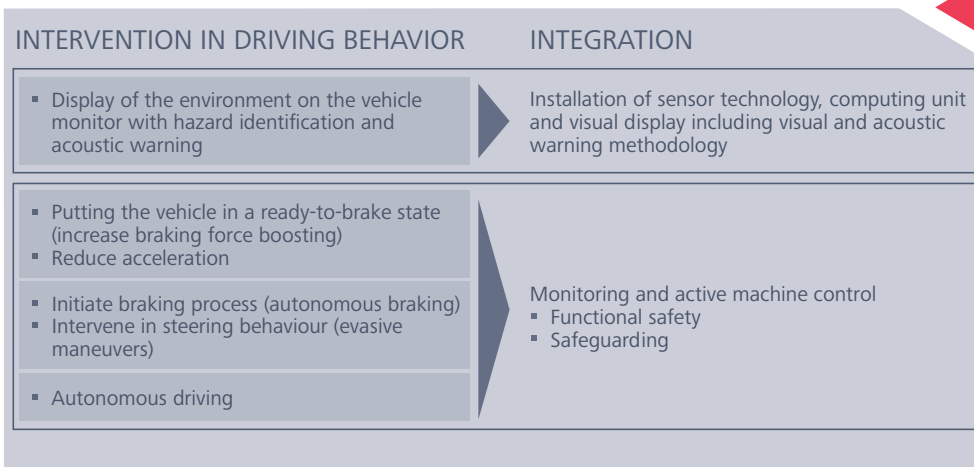 INTERVENTION IN DRIVING BEHAVIOR
INTEGRATION
▪ Display of the environment on the vehicle
monitor with hazard identification and
acoustic warning
Installation of sensor technology, computing unit
and visual display including visual and acoustic
warning methodology
▪ Putting the vehicle in a ready-to-brake state
(increase braking force boosting)
▪ Reduce acceleration
▪ Initiate braking process (autonomous braking)
▪ Intervene in steering behaviour (evasive
maneuvers)
▪ Autonomous driving
Monitoring and active machine control
▪ Functional safety
▪ Safeguarding